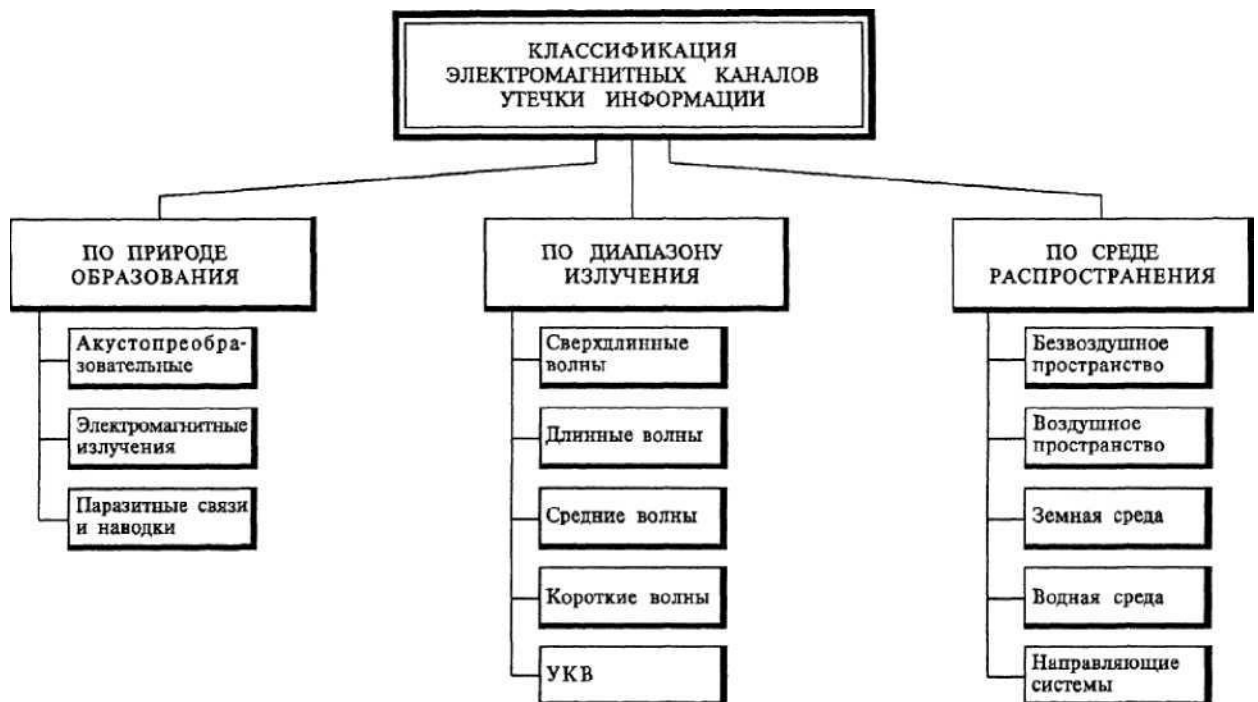 КЛАССИФИКАЦИЯ
ЭЛЕКТРОМАГНИТНЫХ КАНАЛОВ
УТЕЧКИ ИНФОРМАЦИИ
ПО ПРИРОДЕ
ОБРАЗОВАНИЯ
Акустопреобра-
зовательные
Электромагнитные
излучения
Паразитные связи
и наводки
ПО ДИАПАЗОНУ
ИЗЛУЧЕНИЯ
Сверхдлинные
волны
Длинные волны
Средние волны
Короткие волны
УКВ
ПО СРЕДЕ
РАСПРОСТРАНЕНИЯ
Безвоздушное
пространство
Воздушное
пространство
Земная среда
Водная среда
Направляющие
системы